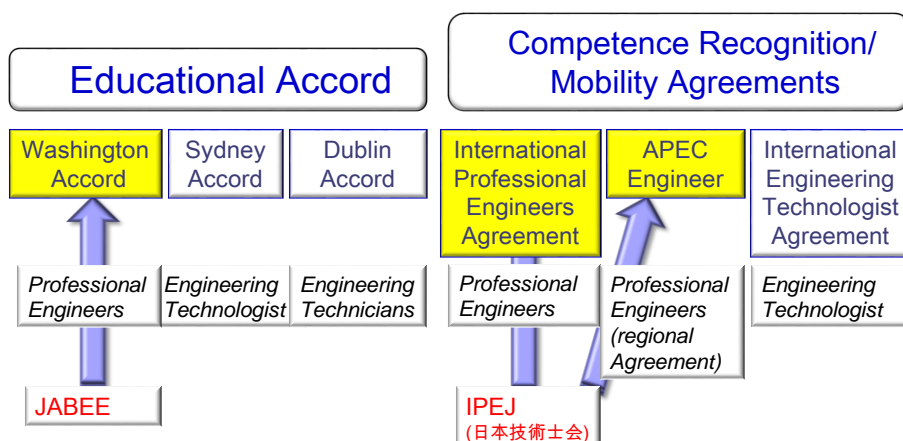 Educational Accord
Competence Recognition/
Mobility Agreements
Washington
Accord
Sydney
Accord
Dublin
Accord
International
Professional
Engineers
Agreement
APEC
Engineer
International
Engineering
Technologist
Agreement
Professional
Engineers
Engineering
Technologist
Engineering
Technicians
Professional
Engineers
Professional
Engineers
(regional
Agreement)
Engineering
Technologist
JABEE
IPEJ
(日本技術士会)